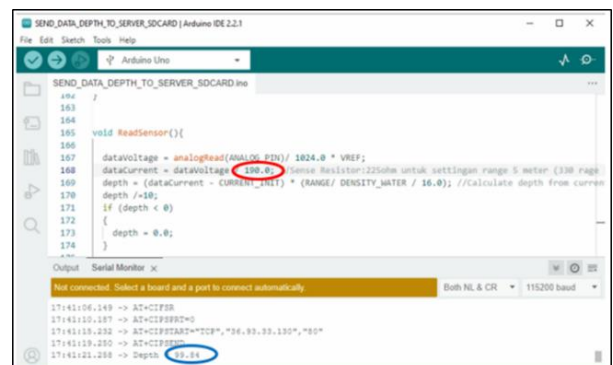 SEND_DATA_DEPTH_TO_SERVER_SDCARD | Arduino IDE 2.2.1
File Edit Sketch Tools Help
Arduino Uno
SEND_DATA_DEPTH_TO_SERVER_SDCARD.ino
162 }
163
164
165 void ReadSensor(){
166
167 dataVoltage = analogRead(ANALOG_PIN)/ 1024.0 * VREF;
168 dataCurrent = dataVoltage 190.0; //Sense Resistor:225ohm untuk settingan range 5 meter (330 rage
169 depth = (dataCurrent - CURRENT_INIT) * (RANGE/ DENSITY_WATER / 16.0); //Calculate depth from curren
170 depth /=10;
171 if (depth < 0)
172 {
173 depth = 0.0;
174 }
Output Serial Monitor ×
Not connected. Select a board and a port to connect automatically. Both NL & CR 115200 baud
17:41:06.149 -> AT+CIFSR
17:41:10.187 -> AT+CIPSPRT=0
17:41:15.232 -> AT+CIPSTART="TCP","36.93.33.130","80"
17:41:19.250 -> AT+CIPSEND
17:41:21.258 -> Depth 99.84